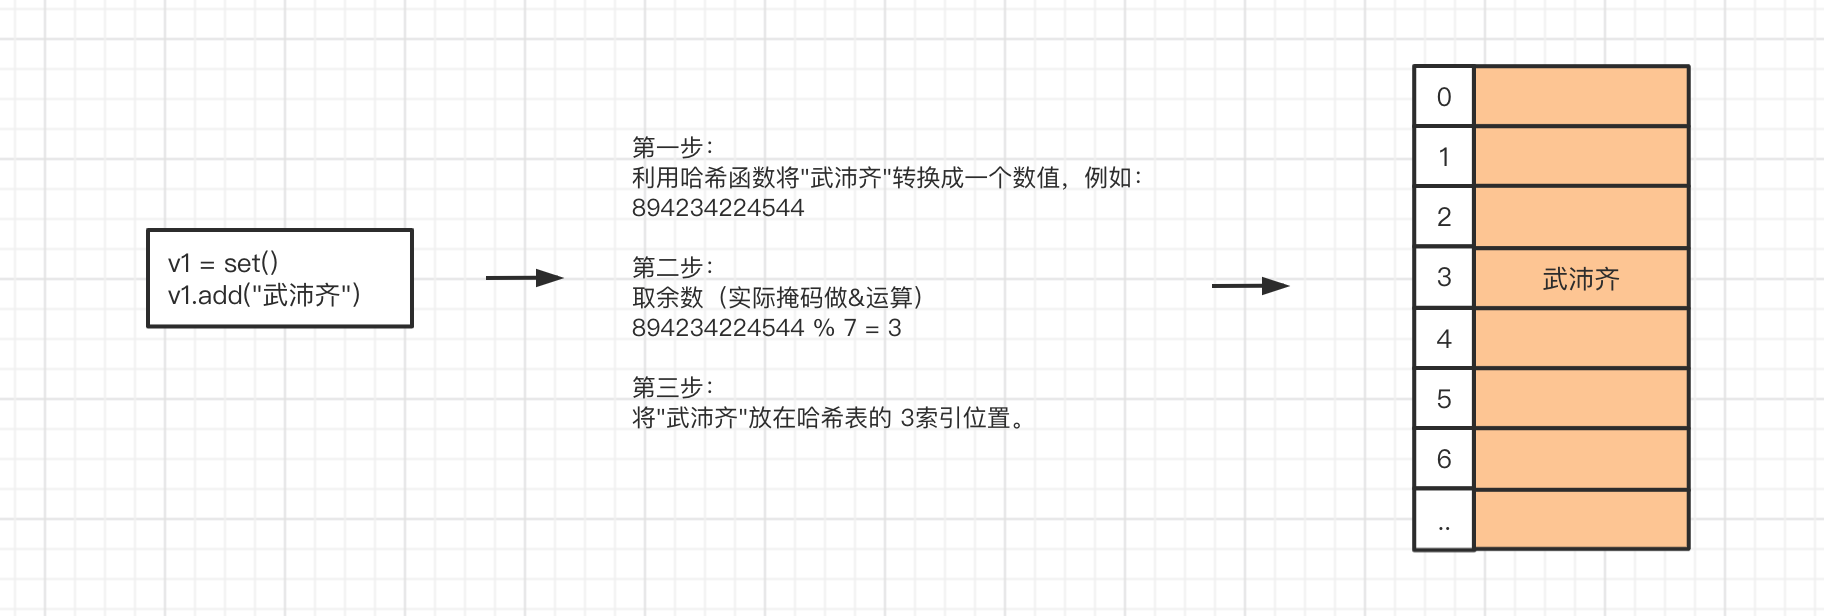 v1 = set()
v1.add("武沛齐")
第一步：
利用哈希函数将"武沛齐"转换成一个数值，例如：
894234224544
第二步：
取余数（实际掩码做&运算）
894234224544 % 7 = 3
第三步：
将"武沛齐"放在哈希表的 3索引位置。
0
1
2
3 武沛齐
4
5
6
..